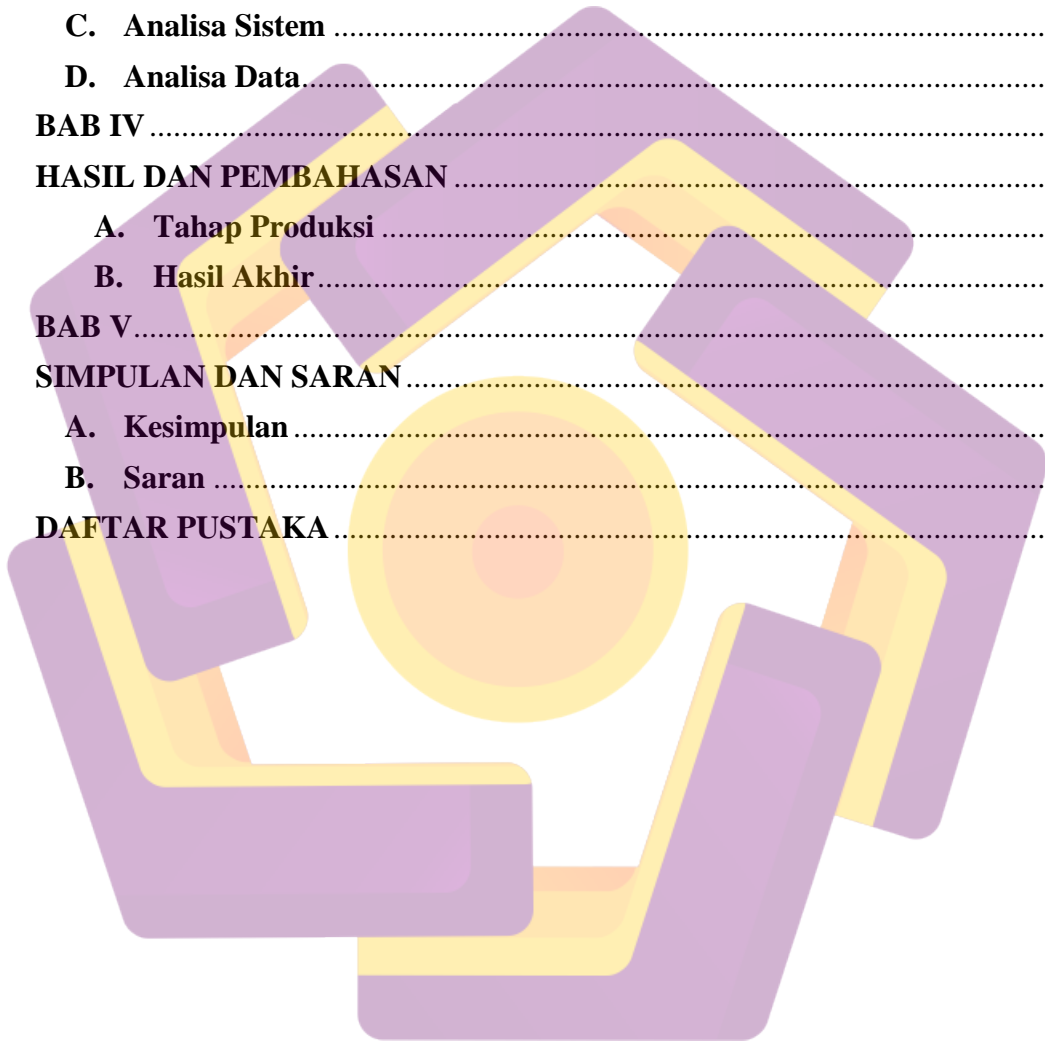 C. Analisa Sistem ........................................................................................
D. Analisa Data............................................................................................
BAB IV ............................................................................................................
HASIL DAN PEMBAHASAN ..........................................................................
A. Tahap Produksi ...................................................................................
B. Hasil Akhir ..........................................................................................
BAB V..............................................................................................................
SIMPULAN DAN SARAN ................................................................................
A. Kesimpulan ............................................................................................
B. Saran .....................................................................................................
DAFTAR PUSTAKA ........................................................................................